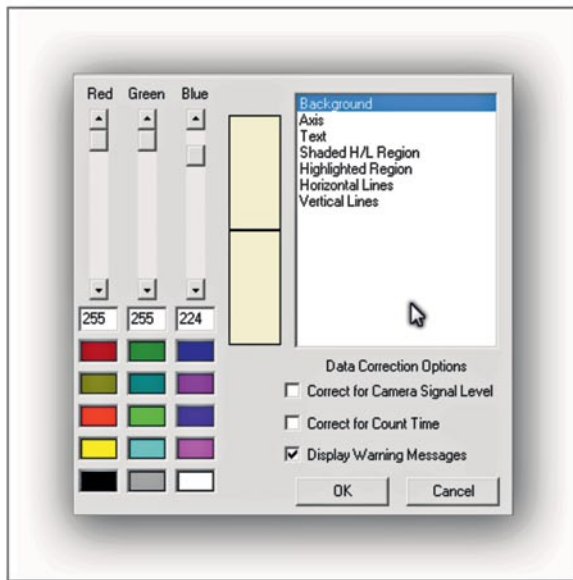 Red Green Blue
255 255 224
Background
Axis
Text
Shaded H/L Region
Highlighted Region
Horizontal Lines
Vertical Lines
Data Correction Options
Correct for Camera Signal Level
Correct for Count Time
Display Warning Messages
OK Cancel